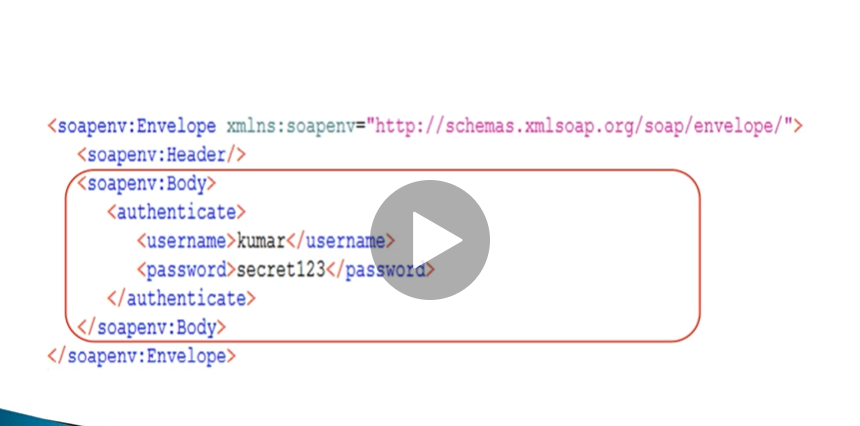 <soapenv:Envelope xmlns:soapenv="http://schemas.xmlsoap.org/soap/envelope/">
<soapenv:Header/>
<soapenv:Body>
<authenticate>
<username>kumar</username>
<password>secret123</password>
</authenticate>
</soapenv:Body>
</soapenv:Envelope>